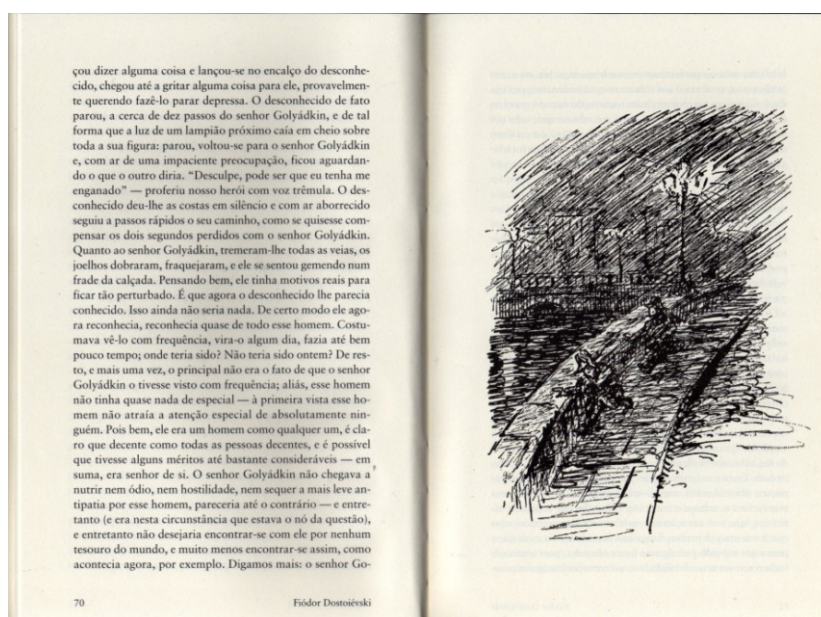 çou dizer alguma coisa e lançou-se no encalço do desconhe-
cido, chegou até a gritar alguma coisa para ele, provavelmen-
te querendo fazê-lo parar depressa. O desconhecido de fato
parou, a cerca de dez passos do senhor Golyádkin, e de tal
forma que a luz de um lampião próximo caía em cheio sobre
toda a sua figura: parou, voltou-se para o senhor Golyádkin
e, com ar de uma impaciente preocupação, ficou aguardan-
do o que o outro diria. “Desculpe, pode ser que eu tenha me
enganado” — proferiu nosso herói com voz trêmula. O des-
conhecido deu-lhe as costas em silêncio e com ar aborrecido
seguiu a passos rápidos o seu caminho, como se quisesse com-
pensar os dois segundos perdidos com o senhor Golyádkin.
Quanto ao senhor Golyádkin, tremeram-lhe todas as veias, os
joelhos dobraram, fraquejaram, e ele se sentou gemendo num
frade da calçada. Pensando bem, ele tinha motivos reais para
ficar tão perturbado. É que agora o desconhecido lhe parecia
conhecido. Isso ainda não seria nada. De certo modo ele ago-
ra reconhecia, reconhecia quase de todo esse homem. Costu-
mava vê-lo com frequência, vira-o algum dia, fazia até bem
pouco tempo; onde teria sido? Não teria sido ontem? De res-
to, e mais uma vez, o principal não era o fato de que o senhor
Golyádkin o tivesse visto com frequência; aliás, esse homem
não tinha quase nada de especial — à primeira vista esse ho-
mem não atraía a atenção especial de absolutamente nin-
guém. Pois bem, ele era um homem como qualquer um, é cla-
ro que decente como todas as pessoas decentes, e é possível
que tivesse alguns méritos até bastante consideráveis — em
suma, era senhor de si. O senhor Golyádkin não chegava a
nutrir nem ódio, nem hostilidade, nem sequer a mais leve an-
tipatia por esse homem, pareceria até o contrário — e entre-
tanto (e era nesta circunstância que estava o nó da questão),
e entretanto não desejaria encontrar-se com ele por nenhum
tesouro do mundo, e muito menos encontrar-se assim, como
acontecia agora, por exemplo. Digamos mais: o senhor Go-
70 Fiódor Dostoiévski